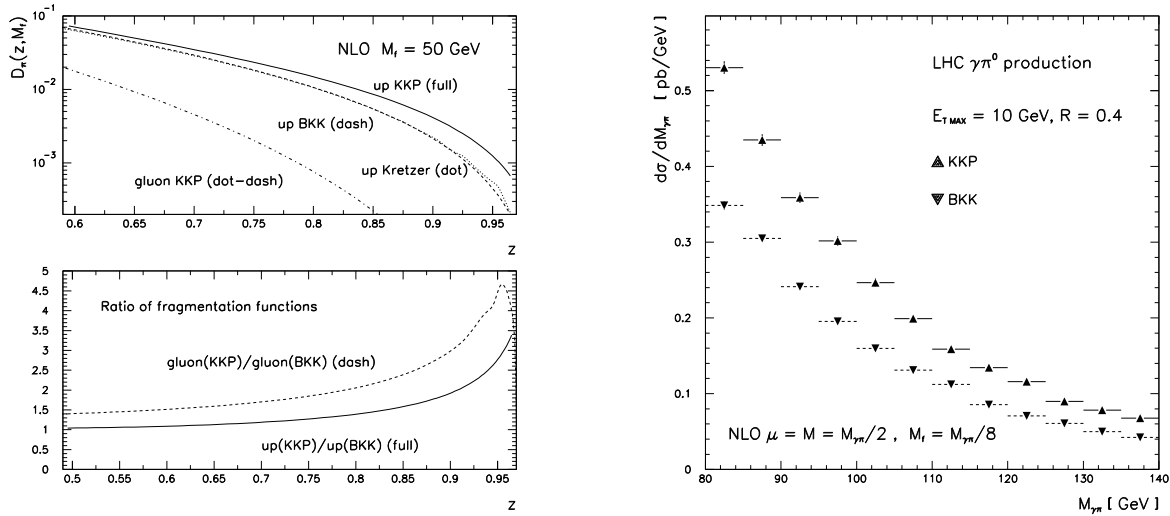 D_π(z,M_f)
10^-1
10^-2
10^-3
NLO M_f = 50 GeV
up KKP (full)
up BKK (dash)
up Kretzer (dot)
gluon KKP (dot-dash)
0.6 0.65 0.7 0.75 0.8 0.85 0.9 0.95
z
5
4.5
4
3.5
3
2.5
2
1.5
1
0.5
0
Ratio of fragmentation functions
gluon(KKP)/gluon(BKK) (dash)
up(KKP)/up(BKK) (full)
0.5 0.55 0.6 0.65 0.7 0.75 0.8 0.85 0.9 0.95
z
dσ/dM_γπ [ pb/GeV]
0.5
0.4
0.3
0.2
0.1
0
LHC γπ^0 production
E_T MAX = 10 GeV, R = 0.4
KKP
BKK
NLO μ = M = M_γπ/2 , M_f = M_γπ/8
80 90 100 110 120 130 140
M_γπ [ GeV]